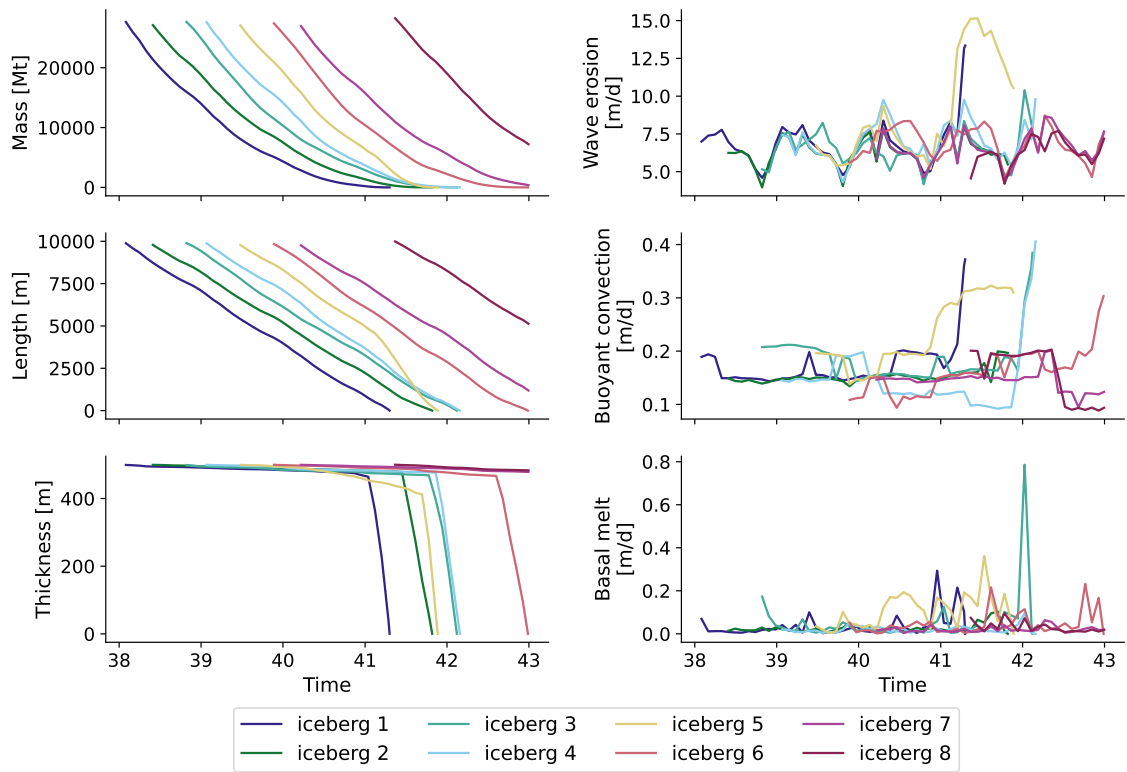 Mass [Mt]
20000
10000
0
Wave erosion
[m/d]
15.0
12.5
10.0
7.5
5.0
Length [m]
10000
7500
5000
2500
0
Buoyant convection
[m/d]
0.4
0.3
0.2
0.1
Thickness [m]
400
200
0
38 39 40 41 42 43
Time
Basal melt
[m/d]
0.8
0.6
0.4
0.2
0.0
38 39 40 41 42 43
Time
iceberg 1 iceberg 3 iceberg 5 iceberg 7
iceberg 2 iceberg 4 iceberg 6 iceberg 8